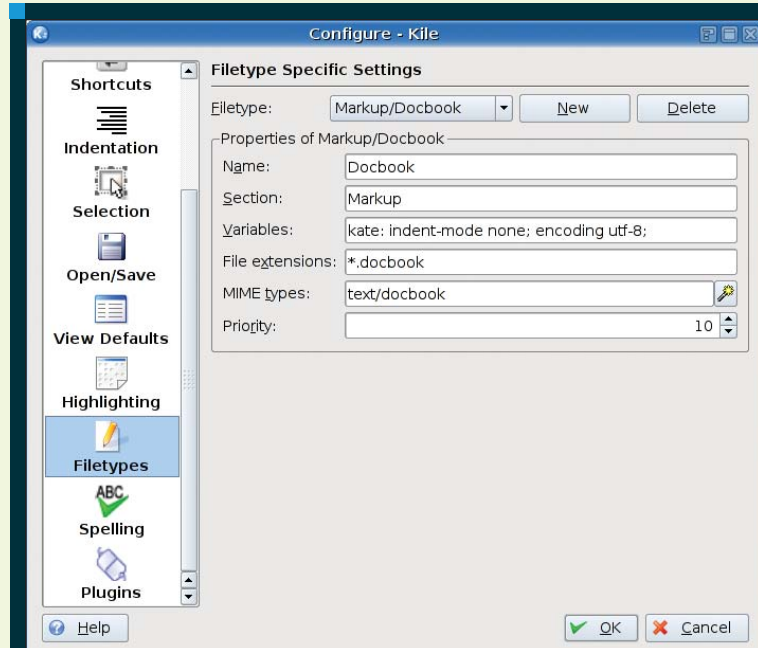 Configure - Kile
Shortcuts
Indentation
Selection
Open/Save
View Defaults
Highlighting
Filetypes
ABC
Spelling
Plugins
Filetype Specific Settings
Filetype: Markup/Docbook New Delete
Properties of Markup/Docbook
Name: Docbook
Section: Markup
Variables: kate: indent-mode none; encoding utf-8;
File extensions: *.docbook
MIME types: text/docbook
Priority: 10
Help OK Cancel